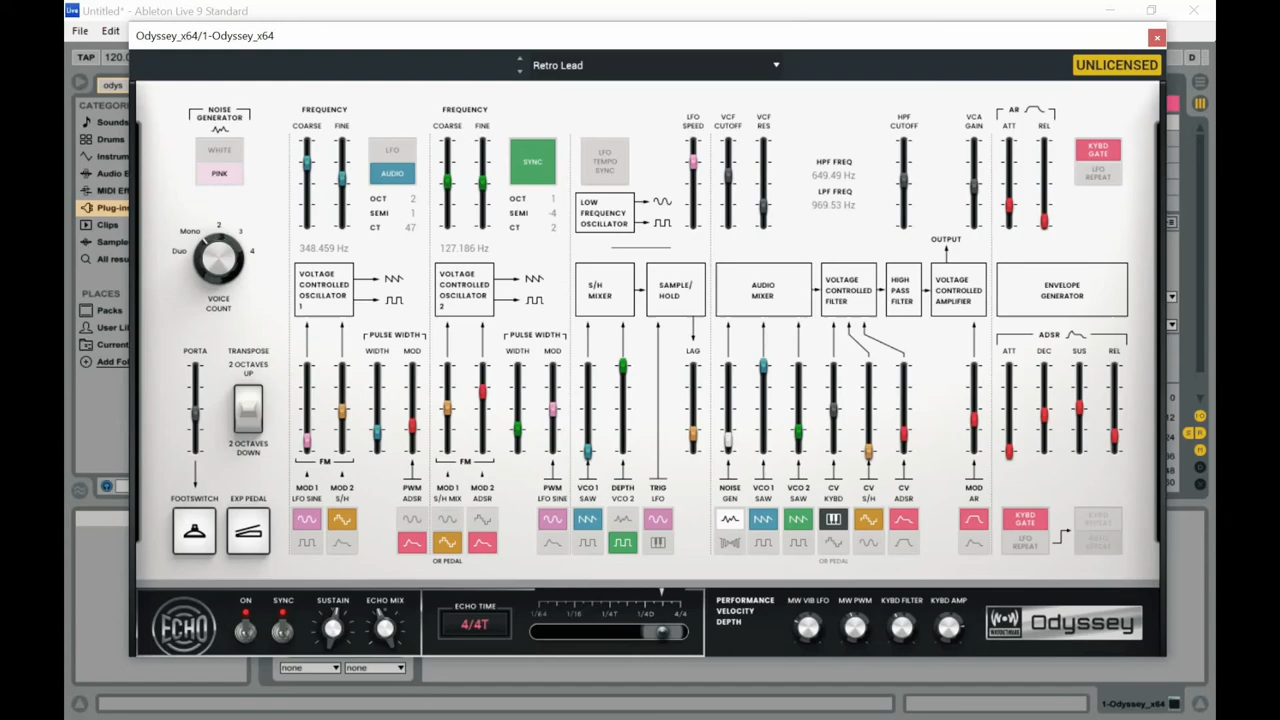 Live Untitled* - Ableton Live 9 Standard
File Edit
Odyssey_x64/1-Odyssey_x64
TAP 120.0
D
Retro Lead
UNLICENSED
odys
CATEGORIES
Sounds
Drums
Audio E
MIDI Ef
Plug-ins
Clips
Sample
All resu
PLACES
Packs
User Lib
Current
Add Fol
NOISE
GENERATOR
WHITE
PINK
FREQUENCY
COARSE FINE
LFO
AUDIO
OCT 2
SEMI 1
CT 47
348.459 Hz
FREQUENCY
COARSE FINE
SYNC
OCT 1
SEMI -4
CT 2
127.186 Hz
LFO
TEMPO
SYNC
LFO
SPEED
LOW
FREQUENCY
OSCILLATOR
VCF
CUTOFF
VCF
RES
HPF FREQ
649.49 Hz
LPF FREQ
969.53 Hz
HPF
CUTOFF
VCA
GAIN
AR
ATT REL
KYBD
GATE
LFO
REPEAT
Mono 2 3
Duo 4
VOICE
COUNT
OUTPUT
VOLTAGE
CONTROLLED
OSCILLATOR
1
VOLTAGE
CONTROLLED
OSCILLATOR
2
S/H
MIXER
SAMPLE/
HOLD
AUDIO
MIXER
VOLTAGE
CONTROLLED
FILTER
HIGH
PASS
FILTER
VOLTAGE
CONTROLLED
AMPLIFIER
ENVELOPE
GENERATOR
PORTA
TRANSPOSE
2 OCTAVES
UP
2 OCTAVES
DOWN
PULSE WIDTH
WIDTH MOD
PULSE WIDTH
WIDTH MOD
LAG
ADSR
ATT DEC SUS REL
FM
FM
FOOTSWITCH
EXP PEDAL
MOD 1
LFO SINE
MOD 2
S/H
PWM
ADSR
MOD 1
S/H MIX
MOD 2
ADSR
PWM
LFO SINE
VCO 1
SAW
DEPTH
VCO 2
TRIG
LFO
NOISE
GEN
VCO 1
SAW
VCO 2
SAW
CV
KYBD
CV
S/H
CV
ADSR
MOD
AR
KYBD
GATE
LFO
REPEAT
OR PEDAL
OR PEDAL
ECHO
ON SYNC SUSTAIN ECHO MIX
ECHO TIME
4/4T
1/64 1/16 1/4T 1/4D 4/4
PERFORMANCE
VELOCITY
DEPTH
MW VIB LFO MW PWM KYBD FILTER KYBD AMP
Odyssey
none none
1-Odyssey_x64